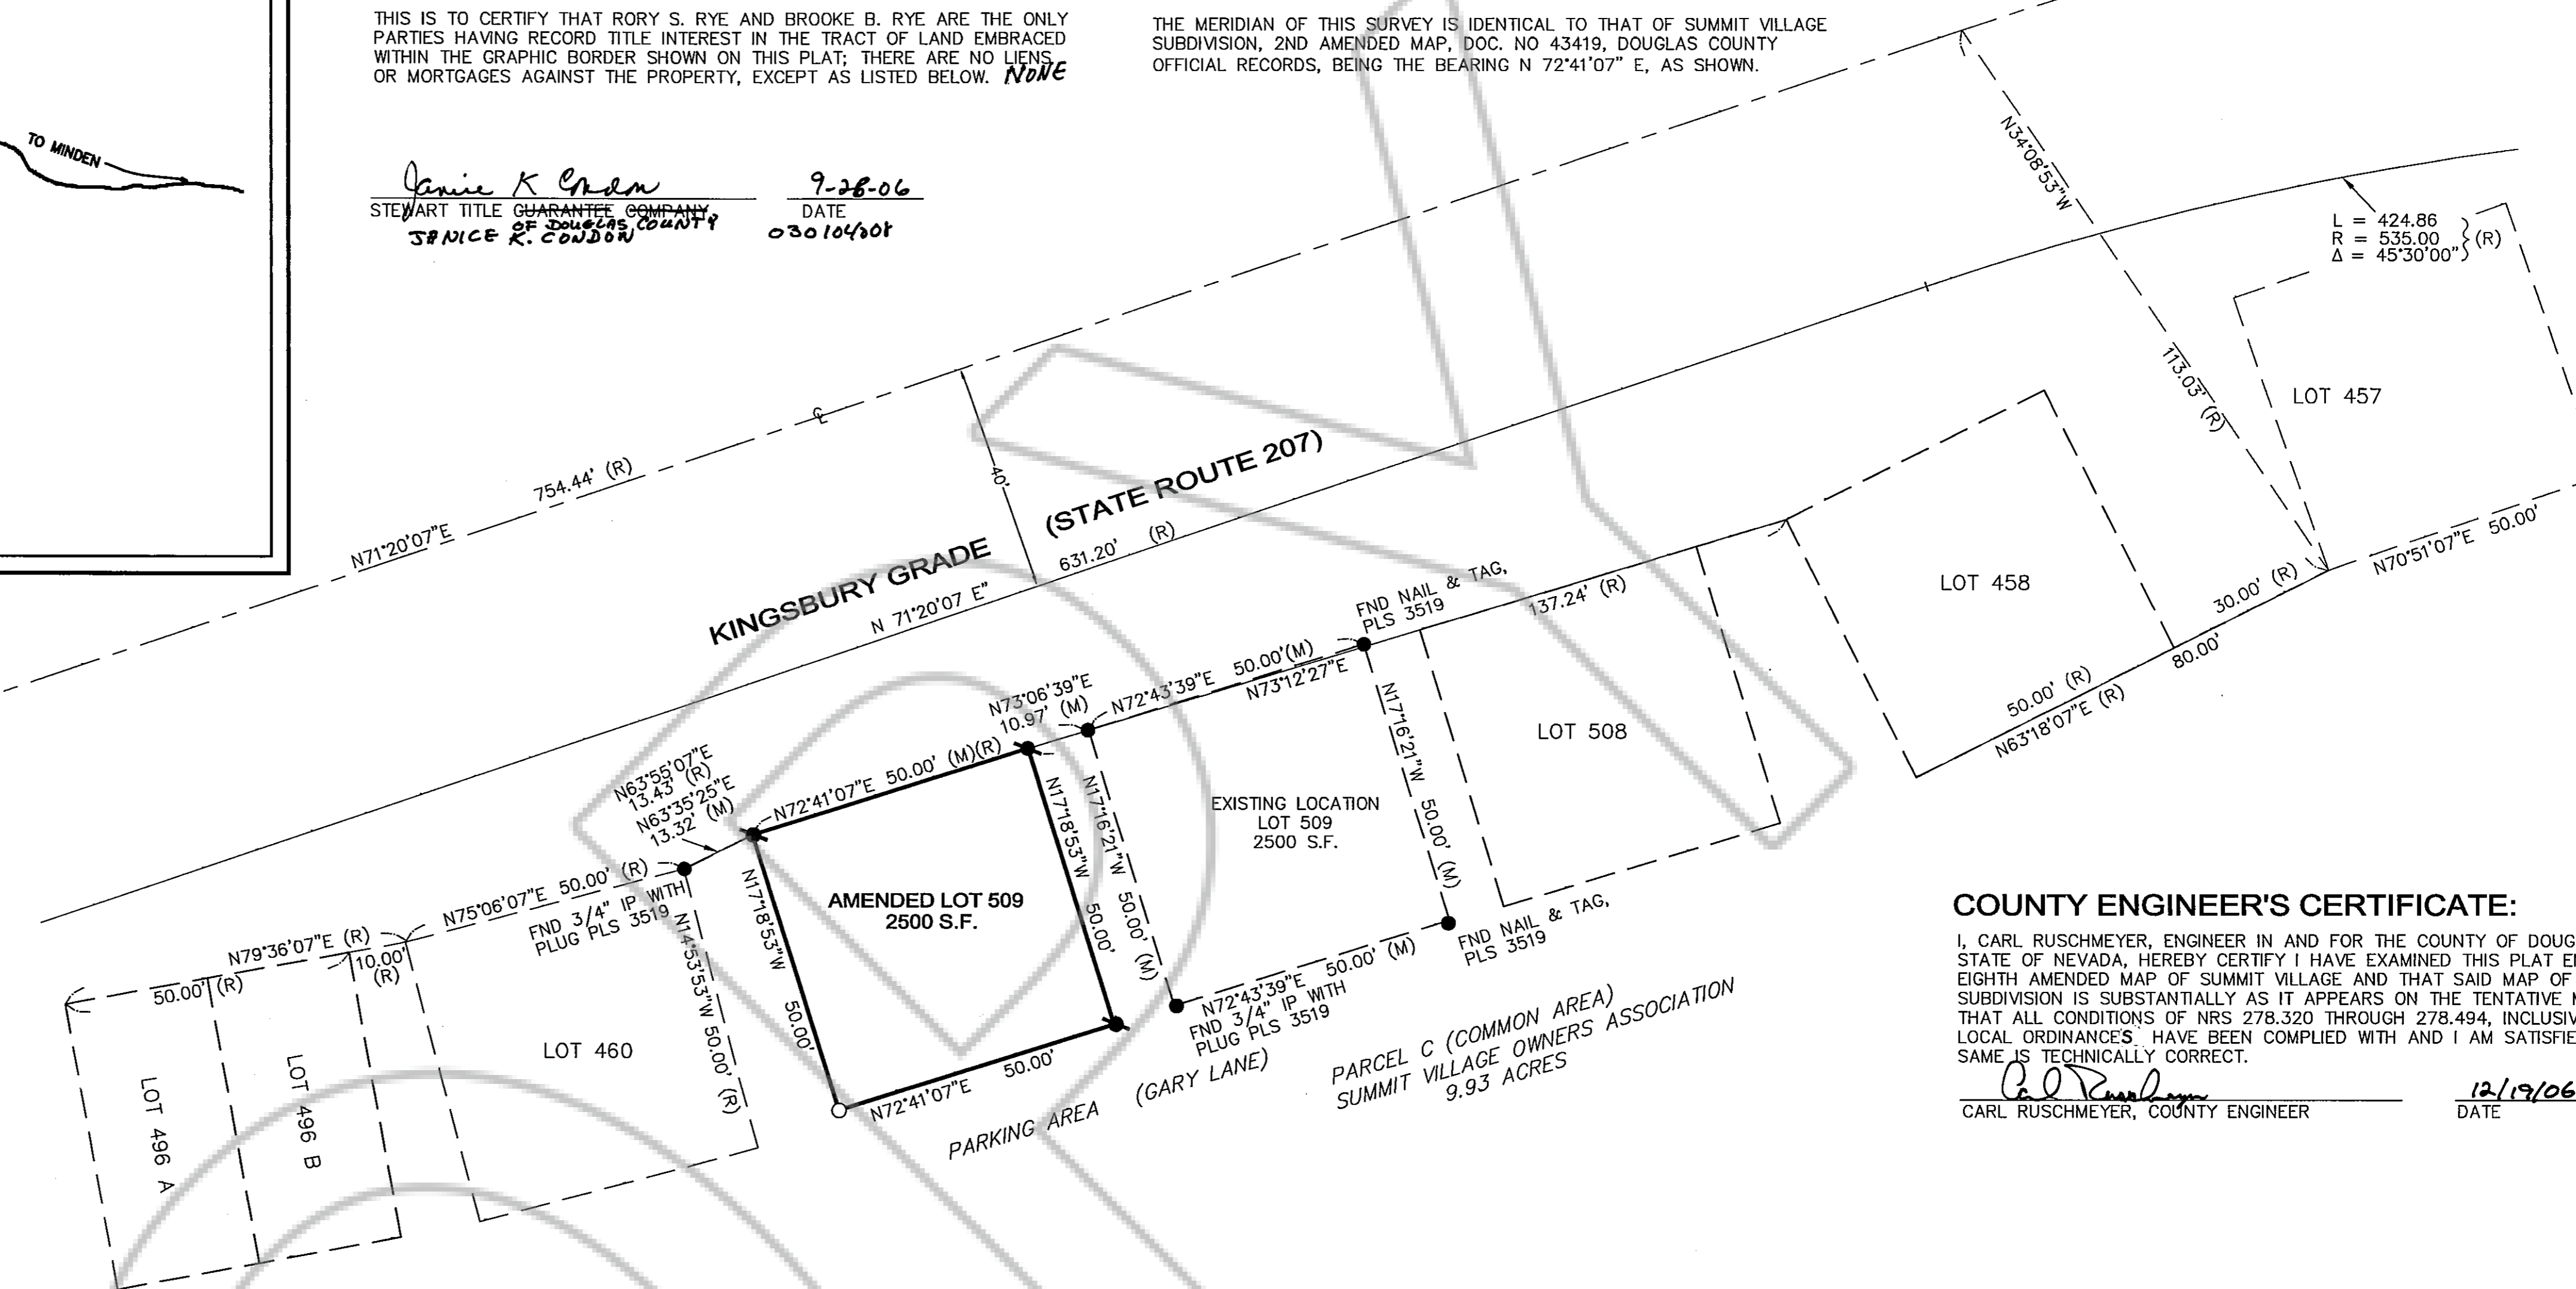 THIS IS TO CERTIFY THAT RORY S. RYE AND BROOKE B. RYE ARE THE ONLY
PARTIES HAVING RECORD TITLE INTEREST IN THE TRACT OF LAND EMBRACED
WITHIN THE GRAPHIC BORDER SHOWN ON THIS PLAT; THERE ARE NO LIENS
OR MORTGAGES AGAINST THE PROPERTY, EXCEPT AS LISTED BELOW. NONE
THE MERIDIAN OF THIS SURVEY IS IDENTICAL TO THAT OF SUMMIT VILLAGE
SUBDIVISION, 2ND AMENDED MAP, DOC. NO 43419, DOUGLAS COUNTY
OFFICIAL RECORDS, BEING THE BEARING N 72°41'07" E, AS SHOWN.
TO MINDEN
Janice K Condon
9-28-06
STEWART TITLE GUARANTEE COMPANY
DATE
OF DOUGLAS COUNTY
JANICE K. CONDON
030104208
N34°08'53"W
113.03' (R)
L = 424.86
R = 535.00
Δ = 45°30'00"
(R)
LOT 457
℄
754.44' (R)
N71°20'07"E
40'
KINGSBURY GRADE (STATE ROUTE 207)
N 71°20'07 E"
631.20' (R)
FND NAIL & TAG,
PLS 3519
137.24' (R)
LOT 458
30.00' (R)
N70°51'07"E 50.00'
80.00'
50.00' (R)
N63°18'07"E (R)
N72°43'39"E 50.00'(M)
N73°12'27"E
N73°06'39"E
10.97' (M)
N17°16'21"W 50.00' (M)
LOT 508
N63°55'07"E
13.43' (R)
N63°35'25"E
13.32' (M)
N72°41'07"E 50.00' (M)(R)
N17°18'53"W 50.00'
N17°16'21"W 50.00' (M)
EXISTING LOCATION
LOT 509
2500 S.F.
AMENDED LOT 509
2500 S.F.
N17°18'53"W 50.00'
N72°41'07"E 50.00'
N75°06'07"E 50.00' (R)
FND 3/4" IP WITH
PLUG PLS 3519
N14°53'53"W 50.00' (R)
N79°36'07"E (R)
10.00'
(R)
50.00' (R)
LOT 496 A
LOT 496 B
LOT 460
FND NAIL & TAG,
PLS 3519
N72°43'39"E 50.00' (M)
FND 3/4" IP WITH
PLUG PLS 3519
PARKING AREA (GARY LANE)
PARCEL C (COMMON AREA)
SUMMIT VILLAGE OWNERS ASSOCIATION
9.93 ACRES
COUNTY ENGINEER'S CERTIFICATE:
I, CARL RUSCHMEYER, ENGINEER IN AND FOR THE COUNTY OF DOUG
STATE OF NEVADA, HEREBY CERTIFY I HAVE EXAMINED THIS PLAT E
EIGHTH AMENDED MAP OF SUMMIT VILLAGE AND THAT SAID MAP OF
SUBDIVISION IS SUBSTANTIALLY AS IT APPEARS ON THE TENTATIVE
THAT ALL CONDITIONS OF NRS 278.320 THROUGH 278.494, INCLUSIV
LOCAL ORDINANCES HAVE BEEN COMPLIED WITH AND I AM SATISFIE
SAME IS TECHNICALLY CORRECT.
Carl Ruschmeyer
12/19/06
CARL RUSCHMEYER, COUNTY ENGINEER
DATE